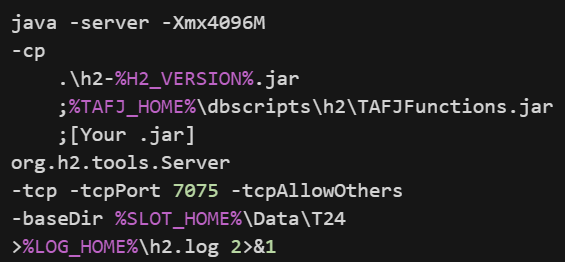 java -server -Xmx4096M
-cp
    .\h2-%H2_VERSION%.jar
    ;%TAFJ_HOME%\dbscripts\h2\TAFJFunctions.jar
    ;[Your .jar]
org.h2.tools.Server
-tcp -tcpPort 7075 -tcpAllowOthers
-baseDir %SLOT_HOME%\Data\T24
>%LOG_HOME%\h2.log 2>&1